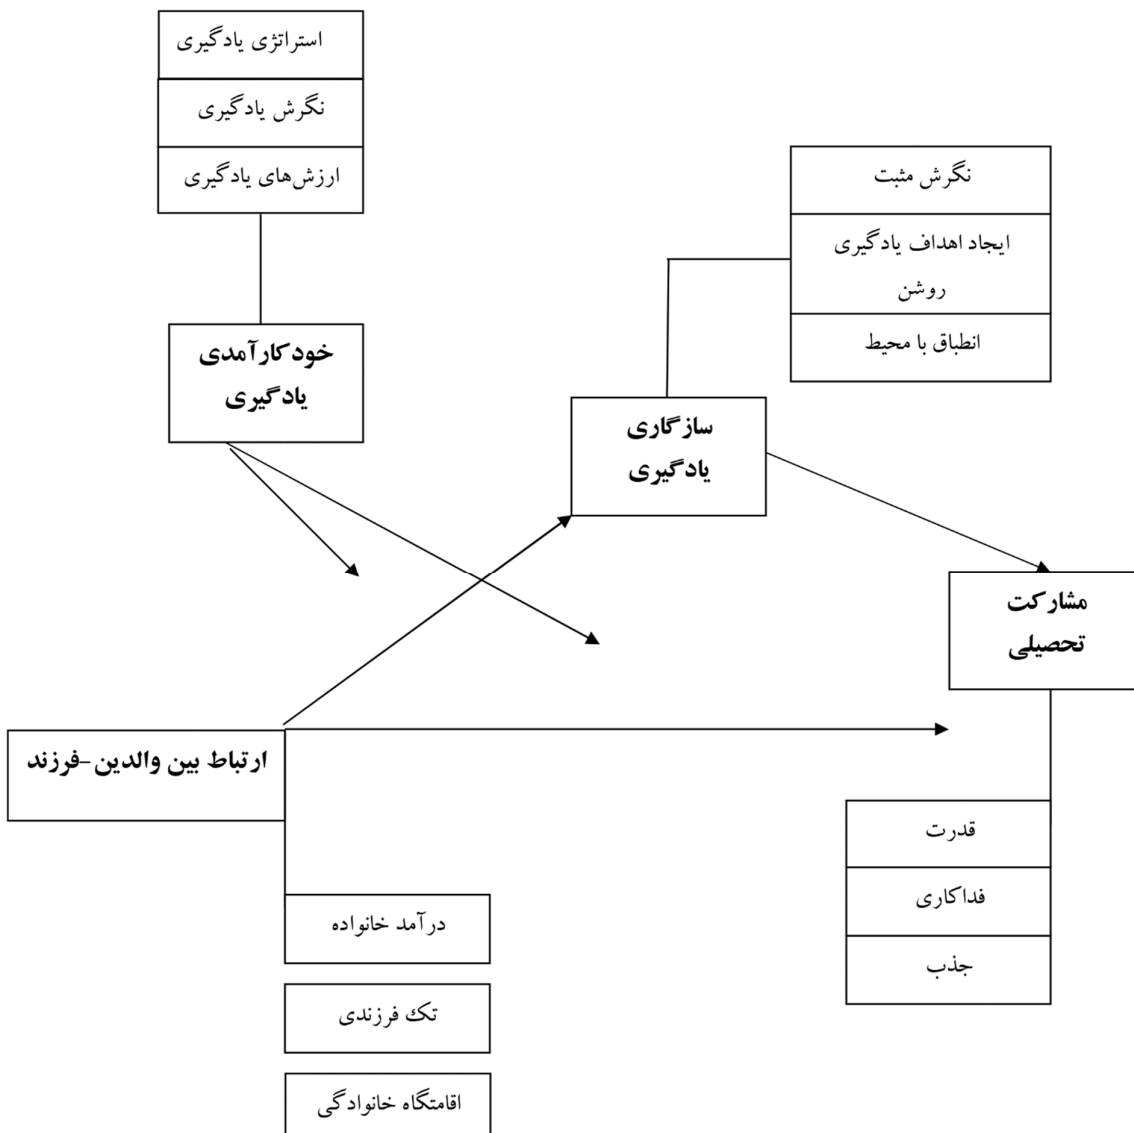 استراتژی یادگیری
نگرش یادگیری
ارزش‌های یادگیری
نگرش مثبت
ایجاد اهداف یادگیری
روشن
انطباق با محیط
خودکارآمدی
یادگیری
سازگاری
یادگیری
مشارکت
تحصیلی
ارتباط بین والدین-فرزند
قدرت
فداکاری
جذب
درآمد خانواده
تک فرزندی
اقامتگاه خانوادگی